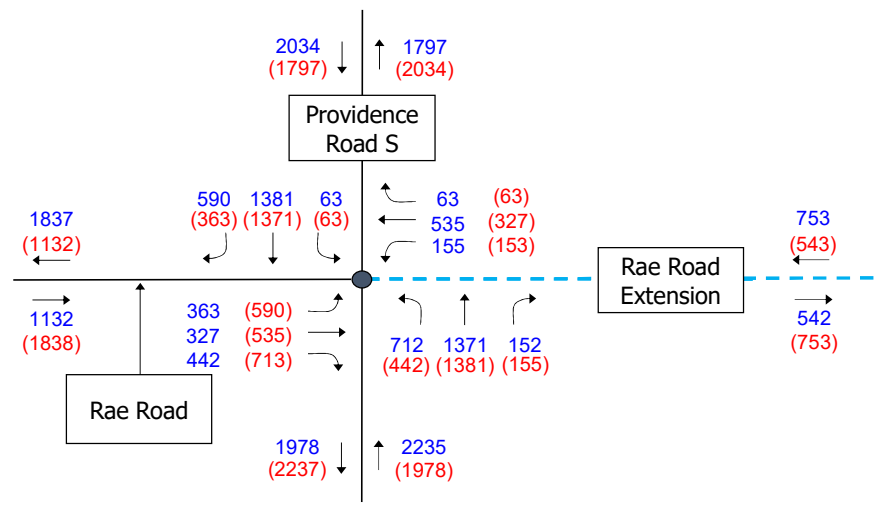 2034 1797
(1797) (2034)
Providence
Road S
590 1381 63
(363) (1371) (63)
63 (63)
535 (327)
155 (153)
1837
(1132)
753
(543)
Rae Road
Extension
1132
(1838)
363 (590)
327 (535)
442 (713)
712 1371 152
(442) (1381) (155)
542
(753)
Rae Road
1978 2235
(2237) (1978)